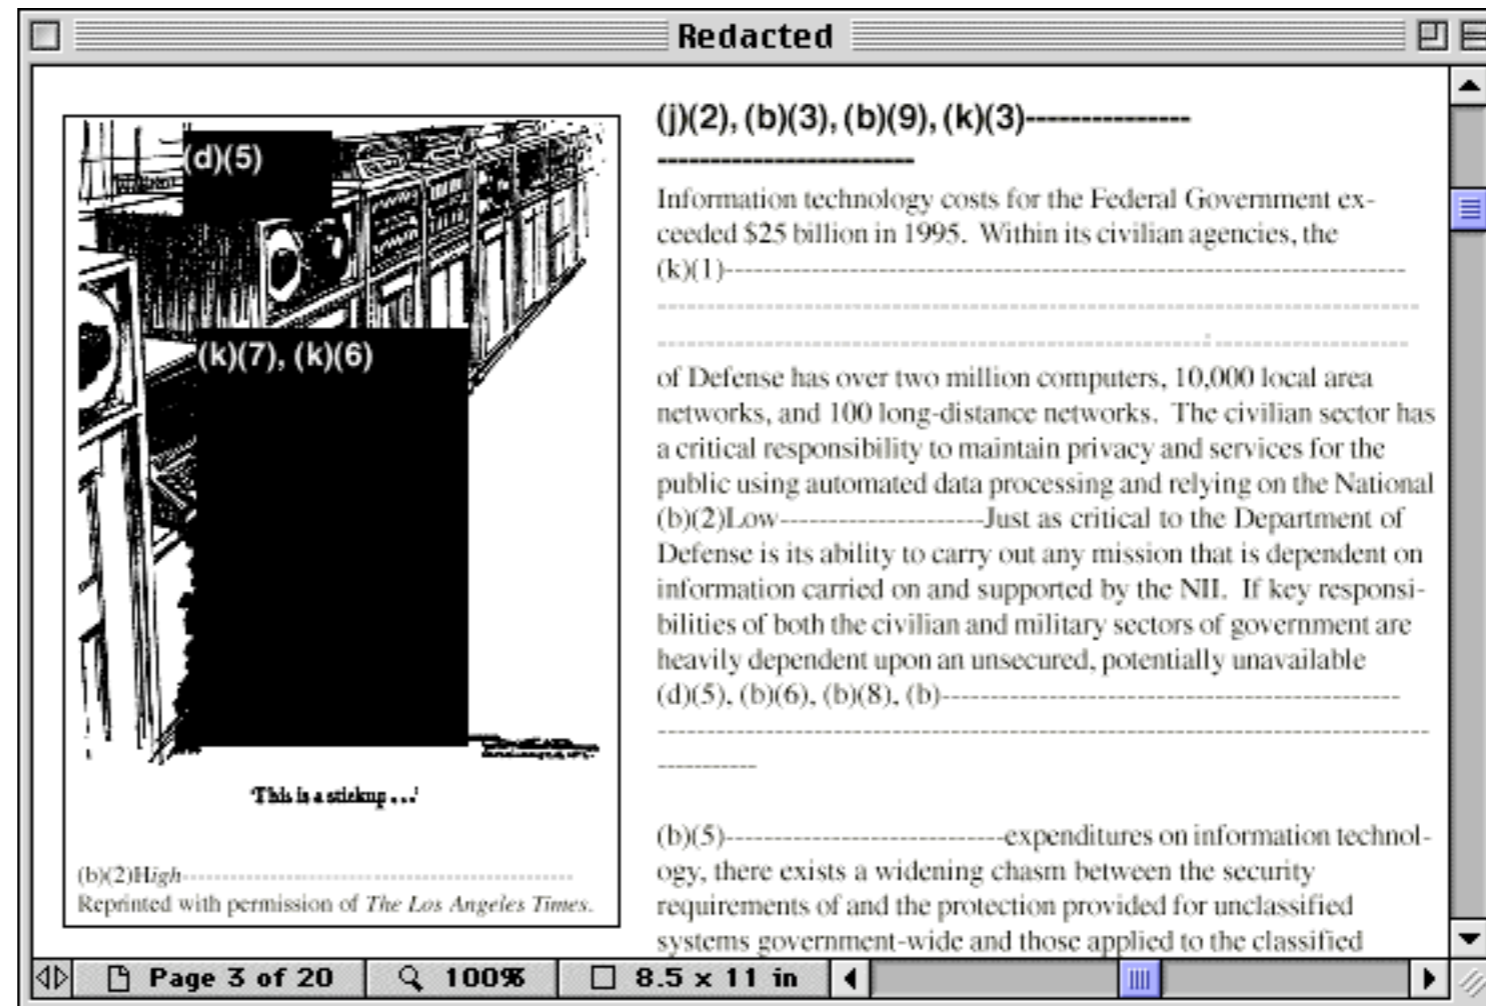 Redacted
(d)(5)
(k)(7), (k)(6)
'This is a stickup . . .'
(b)(2)High------------------------------------------------
Reprinted with permission of The Los Angeles Times.
(j)(2), (b)(3), (b)(9), (k)(3)---------------
------------------------
Information technology costs for the Federal Government ex-
ceeded $25 billion in 1995. Within its civilian agencies, the
(k)(1)----------------------------------------------------------------------
------------------------------------------------------------------------------
------------------------------------------------------------------------------
of Defense has over two million computers, 10,000 local area
networks, and 100 long-distance networks. The civilian sector has
a critical responsibility to maintain privacy and services for the
public using automated data processing and relying on the National
(b)(2)Low---------------------Just as critical to the Department of
Defense is its ability to carry out any mission that is dependent on
information carried on and supported by the NII. If key responsi-
bilities of both the civilian and military sectors of government are
heavily dependent upon an unsecured, potentially unavailable
(d)(5), (b)(6), (b)(8), (b)-----------------------------------------------
-------------------------------------------------------------------------------
----------
(b)(5)-----------------------------expenditures on information technol-
ogy, there exists a widening chasm between the security
requirements of and the protection provided for unclassified
systems government-wide and those applied to the classified
Page 3 of 20
100%
8.5 x 11 in